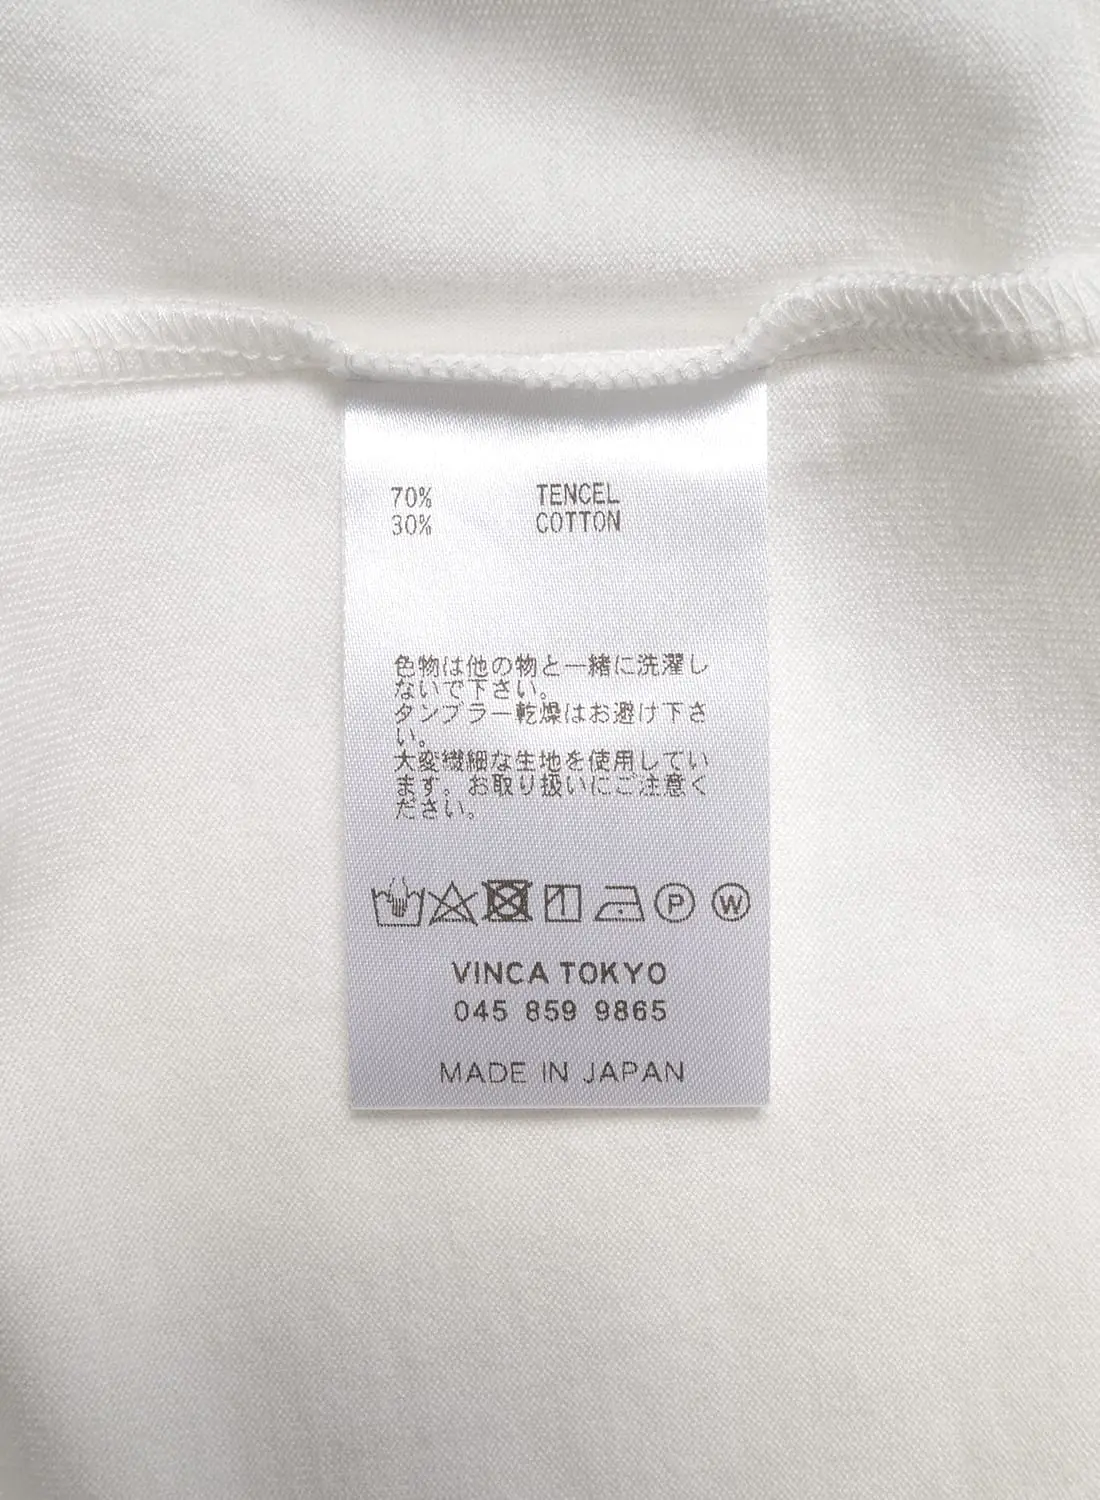 70% TENCEL
30% COTTON
色物は他の物と一緒に洗濯し
ないで下さい。
タンブラー乾燥はお避け下さ
い。
大変繊細な生地を使用してい
ます。お取り扱いにご注意く
ださい。
P W
VINCA TOKYO
045 859 9865
MADE IN JAPAN